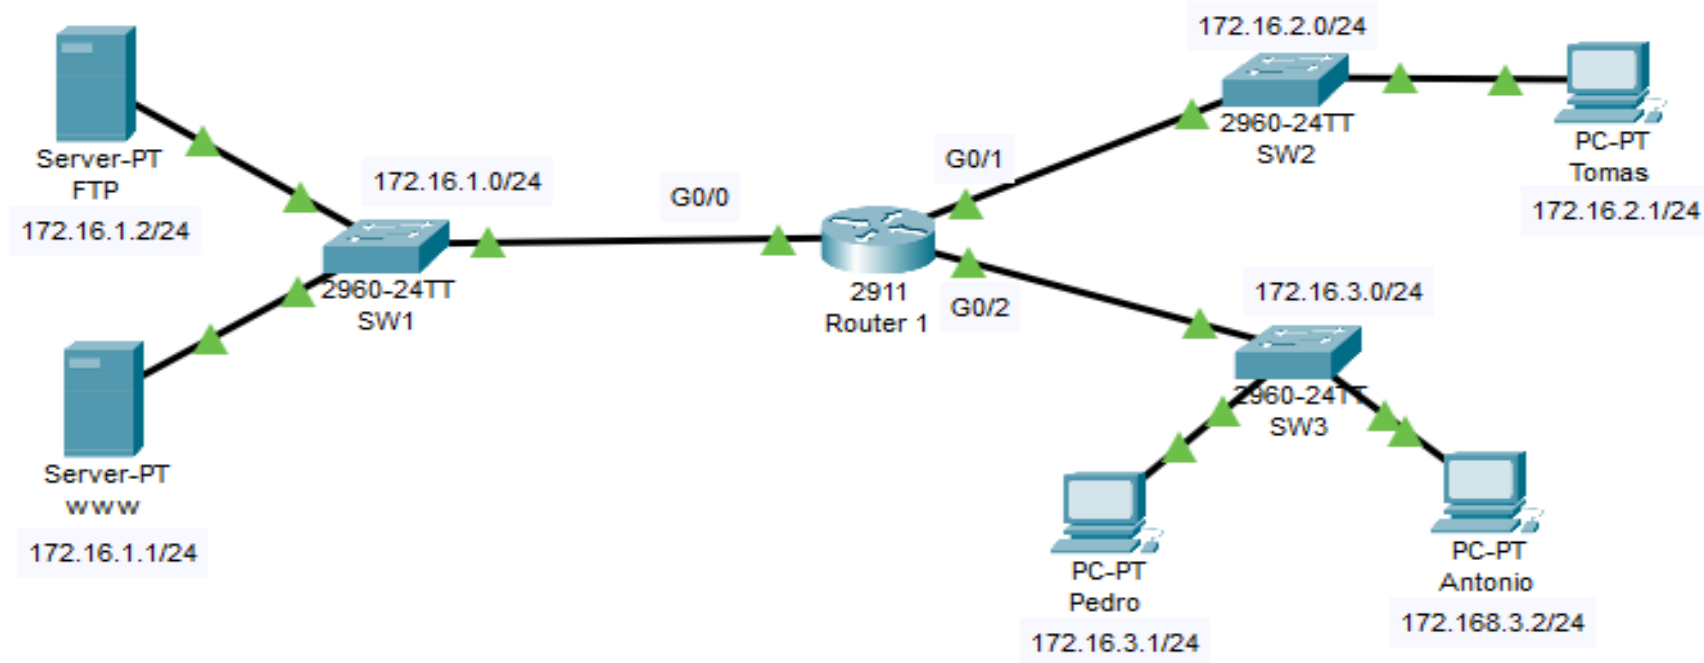 Server-PT
FTP
172.16.1.2/24
172.16.1.0/24
2960-24TT
SW1
Server-PT
www
172.16.1.1/24
G0/0
2911
Router 1
G0/1
G0/2
172.16.2.0/24
2960-24TT
SW2
PC-PT
Tomas
172.16.2.1/24
172.16.3.0/24
2960-24TT
SW3
PC-PT
Pedro
172.16.3.1/24
PC-PT
Antonio
172.168.3.2/24